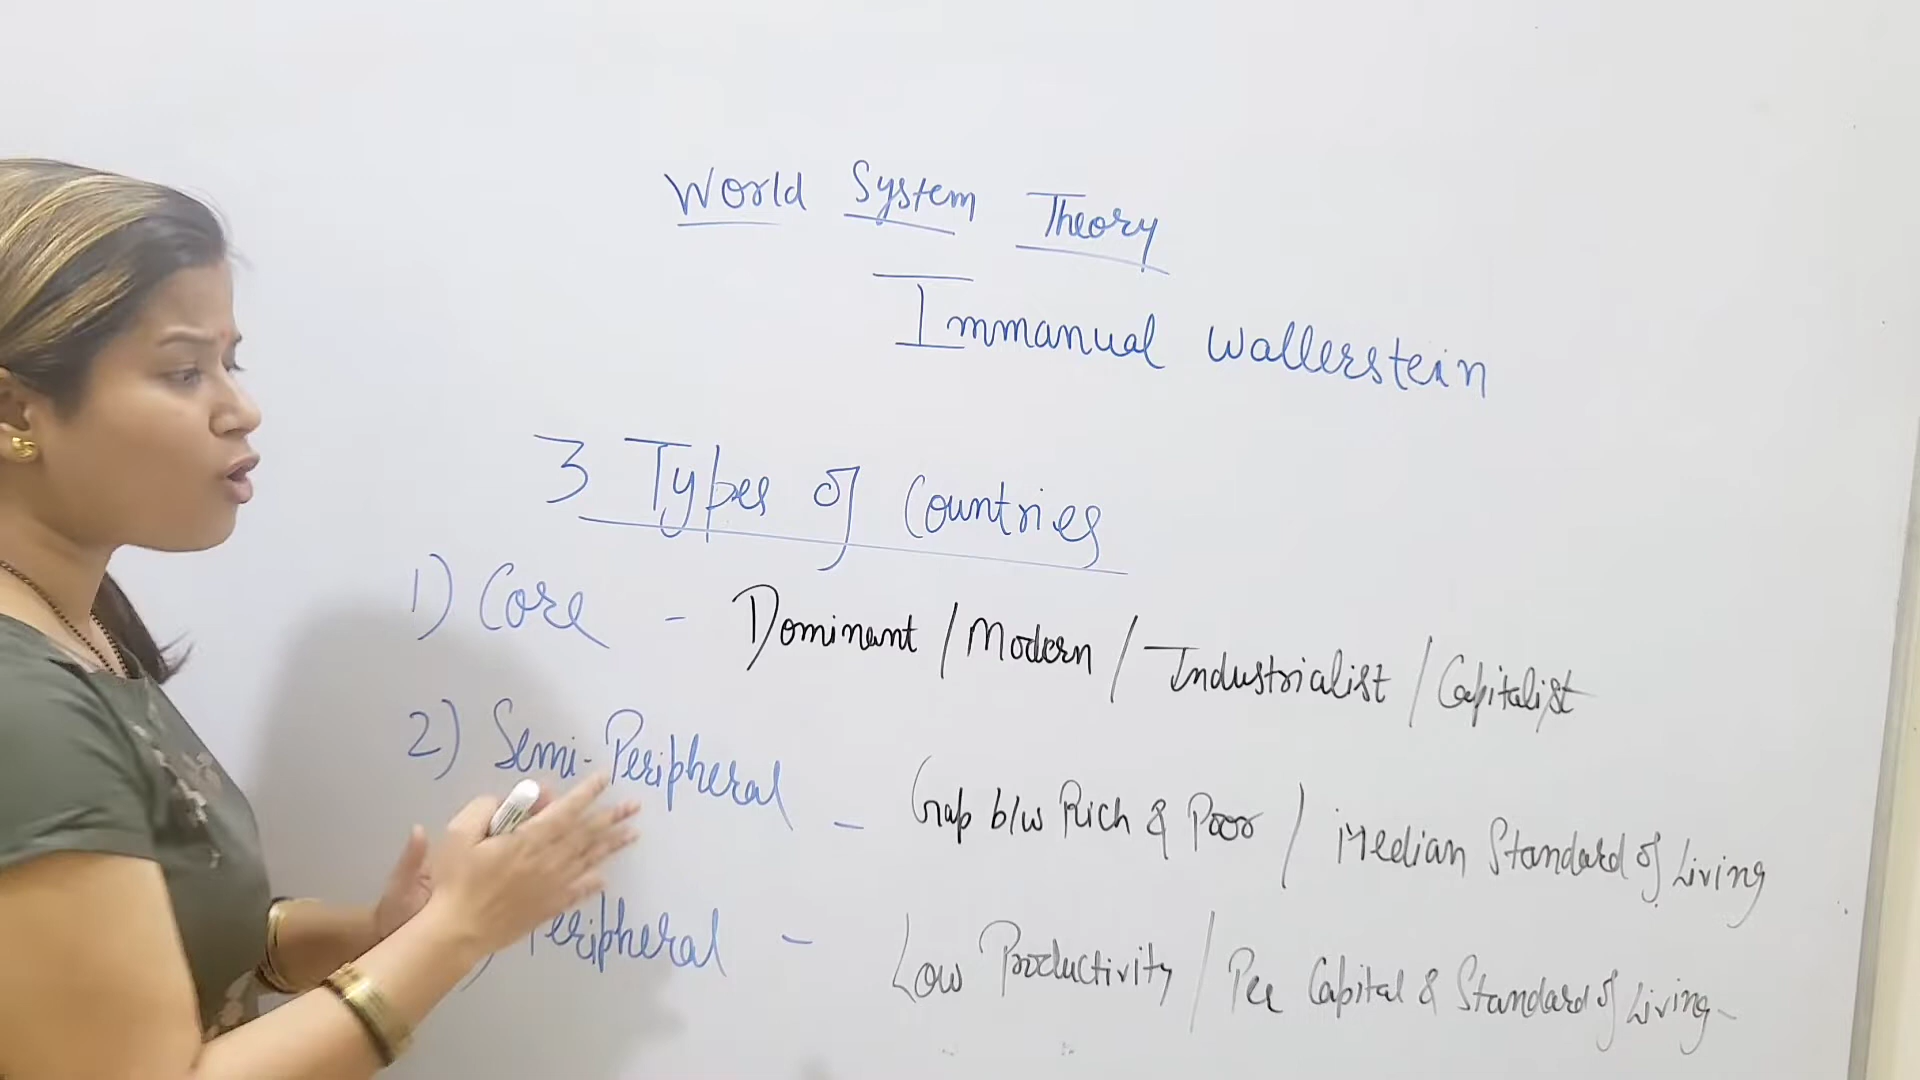 World System Theory
Immanual Wallerstein
3 Types of Countries
1) Core - Dominant / Modern / Industrialist / Capitalist
2) Semi-Peripheral - Gap b/w Rich & Poor / Median Standard of Living
) Peripheral - Low Productivity / Per Capital & Standard of Living